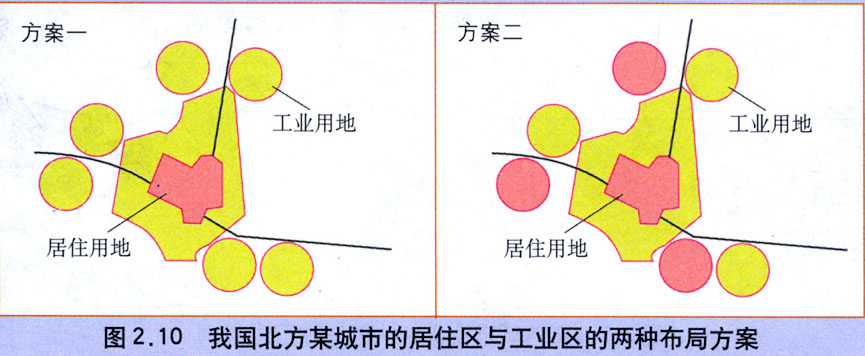 方案一
工业用地
居住用地
方案二
工业用地
居住用地
图2.10 我国北方某城市的居住区与工业区的两种布局方案